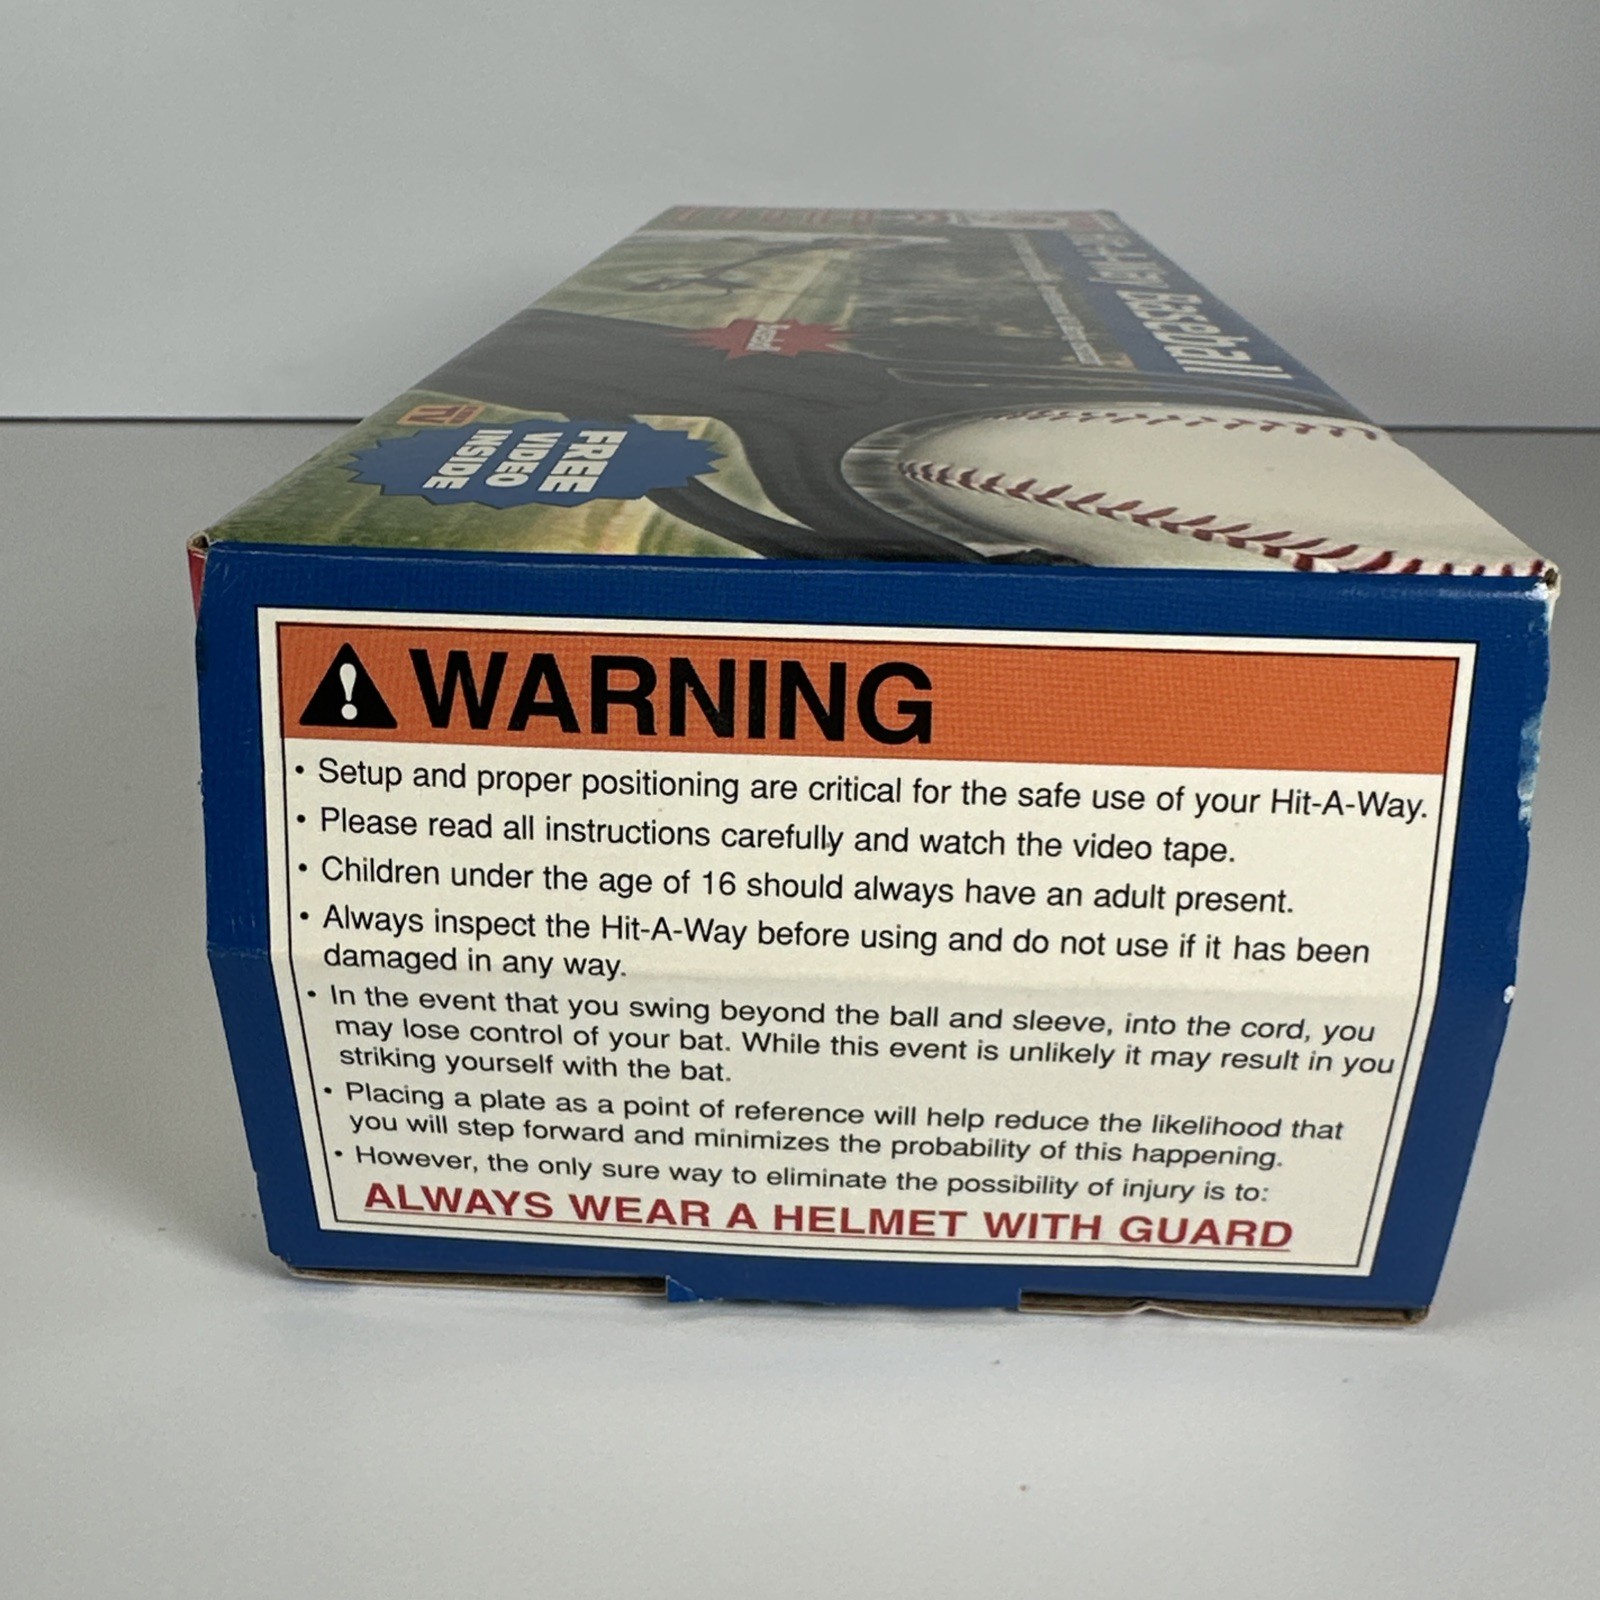 Hit-A-Way Baseball
Baseball
TV
FREE
VIDEO
INSIDE
WARNING
• Setup and proper positioning are critical for the safe use of your Hit-A-Way.
• Please read all instructions carefully and watch the video tape.
• Children under the age of 16 should always have an adult present.
• Always inspect the Hit-A-Way before using and do not use if it has been
damaged in any way.
• In the event that you swing beyond the ball and sleeve, into the cord, you
may lose control of your bat. While this event is unlikely it may result in you
striking yourself with the bat.
• Placing a plate as a point of reference will help reduce the likelihood that
you will step forward and minimizes the probability of this happening.
• However, the only sure way to eliminate the possibility of injury is to:
ALWAYS WEAR A HELMET WITH GUARD